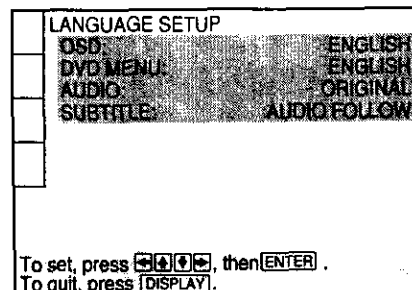 LANGUAGE SETUP
OSD: ENGLISH
DVD MENU: ENGLISH
AUDIO: ORIGINAL
SUBTITLE: AUDIO FOLLOW
To set, press ←↑↓→, then ENTER .
To quit, press DISPLAY.